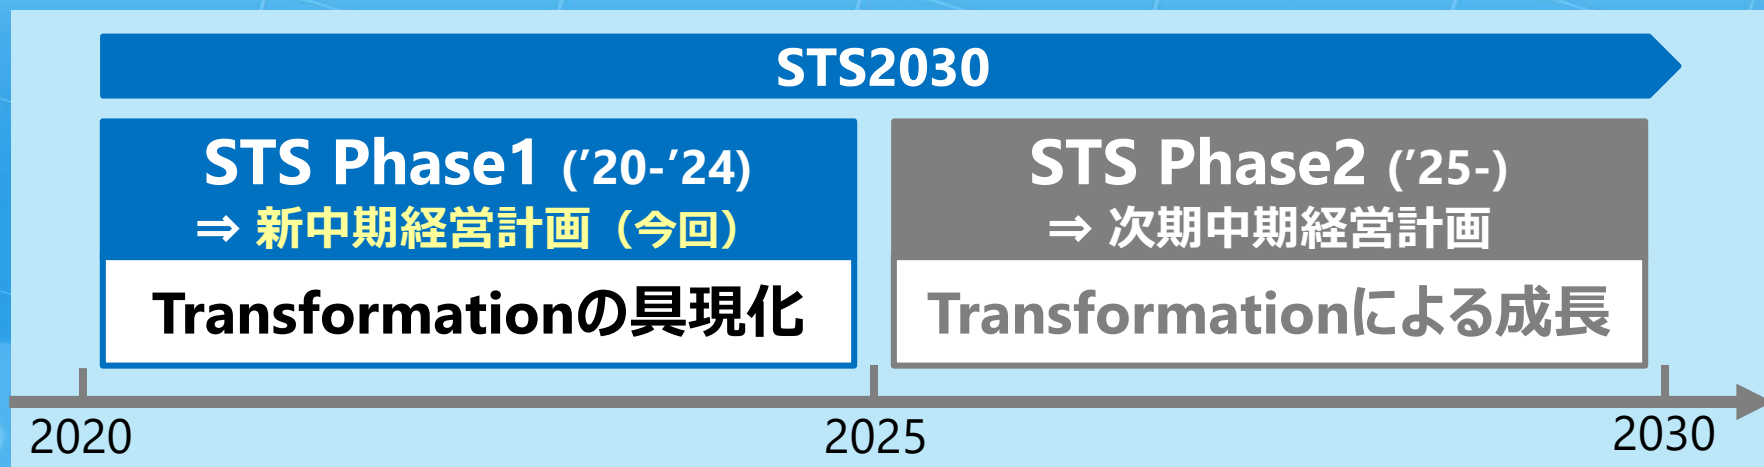 STS2030
STS Phase1 (’20-’24)
⇒ 新中期経営計画（今回）
Transformationの具現化
STS Phase2 (’25-)
⇒ 次期中期経営計画
Transformationによる成長
2020
2025
2030